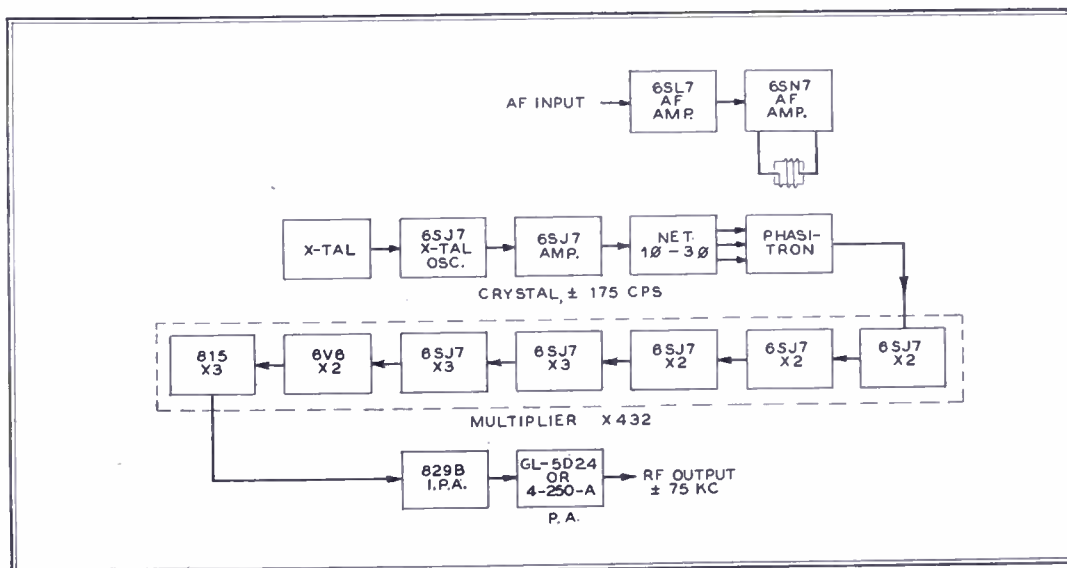 AF INPUT
6SL7
AF
AMP.
6SN7
AF
AMP.
X-TAL
6SJ7
X-TAL
OSC.
6SJ7
AMP.
NET.
1Ø-3Ø
PHASI-
TRON
CRYSTAL, ± 175 CPS
815
X3
6V6
X2
6SJ7
X3
6SJ7
X3
6SJ7
X2
6SJ7
X2
6SJ7
X2
MULTIPLIER X432
829B
I.P.A.
GL-5D24
OR
4-250-A
P.A.
RF OUTPUT
± 75 KC